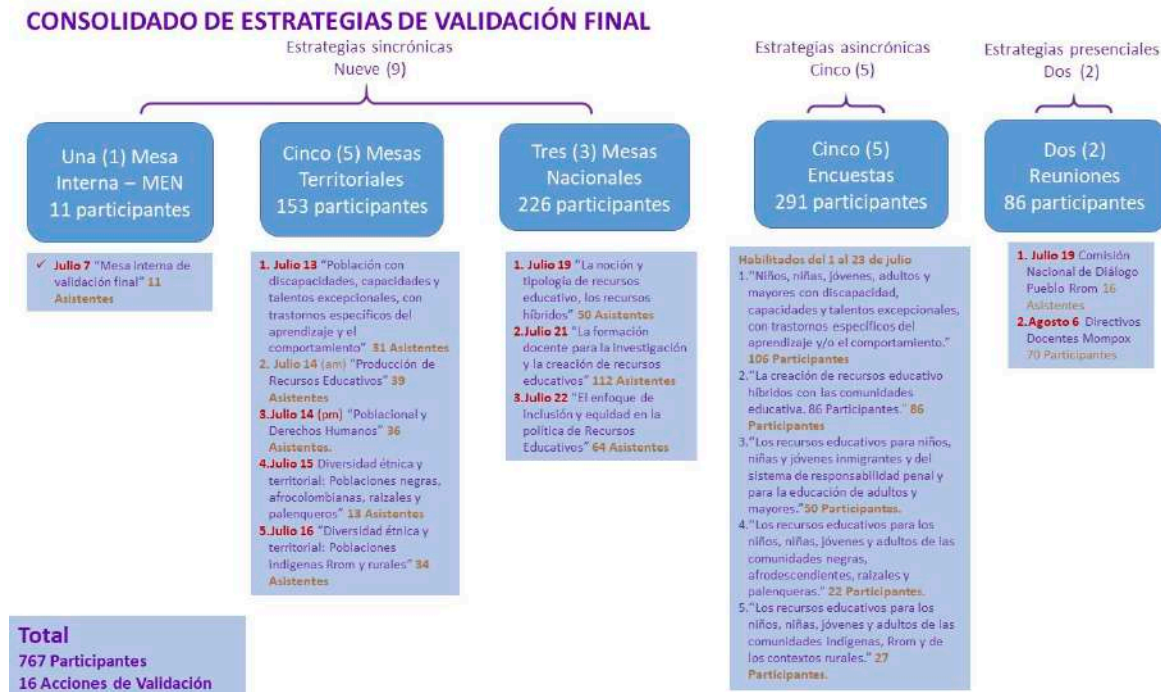 CONSOLIDADO DE ESTRATEGIAS DE VALIDACIÓN FINAL
Estrategias sincrónicas
Nueve (9)
Una (1) Mesa
Interna – MEN
11 participantes
✓ Julio 7 "Mesa interna de
validación final" 11
Asistentes
Cinco (5) Mesas
Territoriales
153 participantes
1. Julio 13 "Población con
discapacidades, capacidades y
talentos excepcionales, con
trastornos específicos del
aprendizaje y el
comportamiento" 31 Asistentes
2. Julio 14 (am) "Producción de
Recursos Educativos" 39
Asistentes
3.Julio 14 (pm) "Poblacional y
Derechos Humanos" 36
Asistentes.
4.Julio 15 Diversidad étnica y
territorial: Poblaciones negras,
afrocolombianas, raizales y
palenqueros" 13 Asistentes
5.Julio 16 "Diversidad étnica y
territorial: Poblaciones
indigenas Rrom y rurales" 34
Asistentes
Tres (3) Mesas
Nacionales
226 participantes
1. Julio 19 "La noción y
tipología de recursos
educativo, los recursos
híbridos" 50 Asistentes
2.Julio 21 "La formación
docente para la investigación
y la creación de recursos
educativos" 112 Asistentes
3.Julio 22 "El enfoque de
inclusión y equidad en la
política de Recursos
Educativos" 64 Asistentes
Estrategias asincrónicas
Cinco (5)
Cinco (5)
Encuestas
291 participantes
Habilitados del 1 al 23 de julio
1."Niños, niñas, jóvenes, adultos y
mayores con discapacidad,
capacidades y talentos excepcionales,
con trastornos específicos del
aprendizaje y/o el comportamiento."
106 Participantes
2."La creación de recursos educativo
híbridos con las comunidades
educativa. 86 Participantes." 86
Participantes
3."Los recursos educativos para niños,
niñas y jóvenes inmigrantes y del
sistema de responsabilidad penal y
para la educación de adultos y
mayores."50 Participantes.
4."Los recursos educativos para los
niños, niñas, jóvenes y adultos de las
comunidades negras,
afrodescendientes, raizales y
palenqueras." 22 Participantes.
5."Los recursos educativos para los
niños, niñas, jóvenes y adultos de las
comunidades indígenas, Rrom y de
los contextos rurales." 27
Participantes.
Estrategias presenciales
Dos (2)
Dos (2)
Reuniones
86 participantes
1. Julio 19 Comisión
Nacional de Diálogo
Pueblo Rrom 16
Asistentes
2.Agosto 6 Directivos
Docentes Mompox
70 Participantes
Total
767 Participantes
16 Acciones de Validación